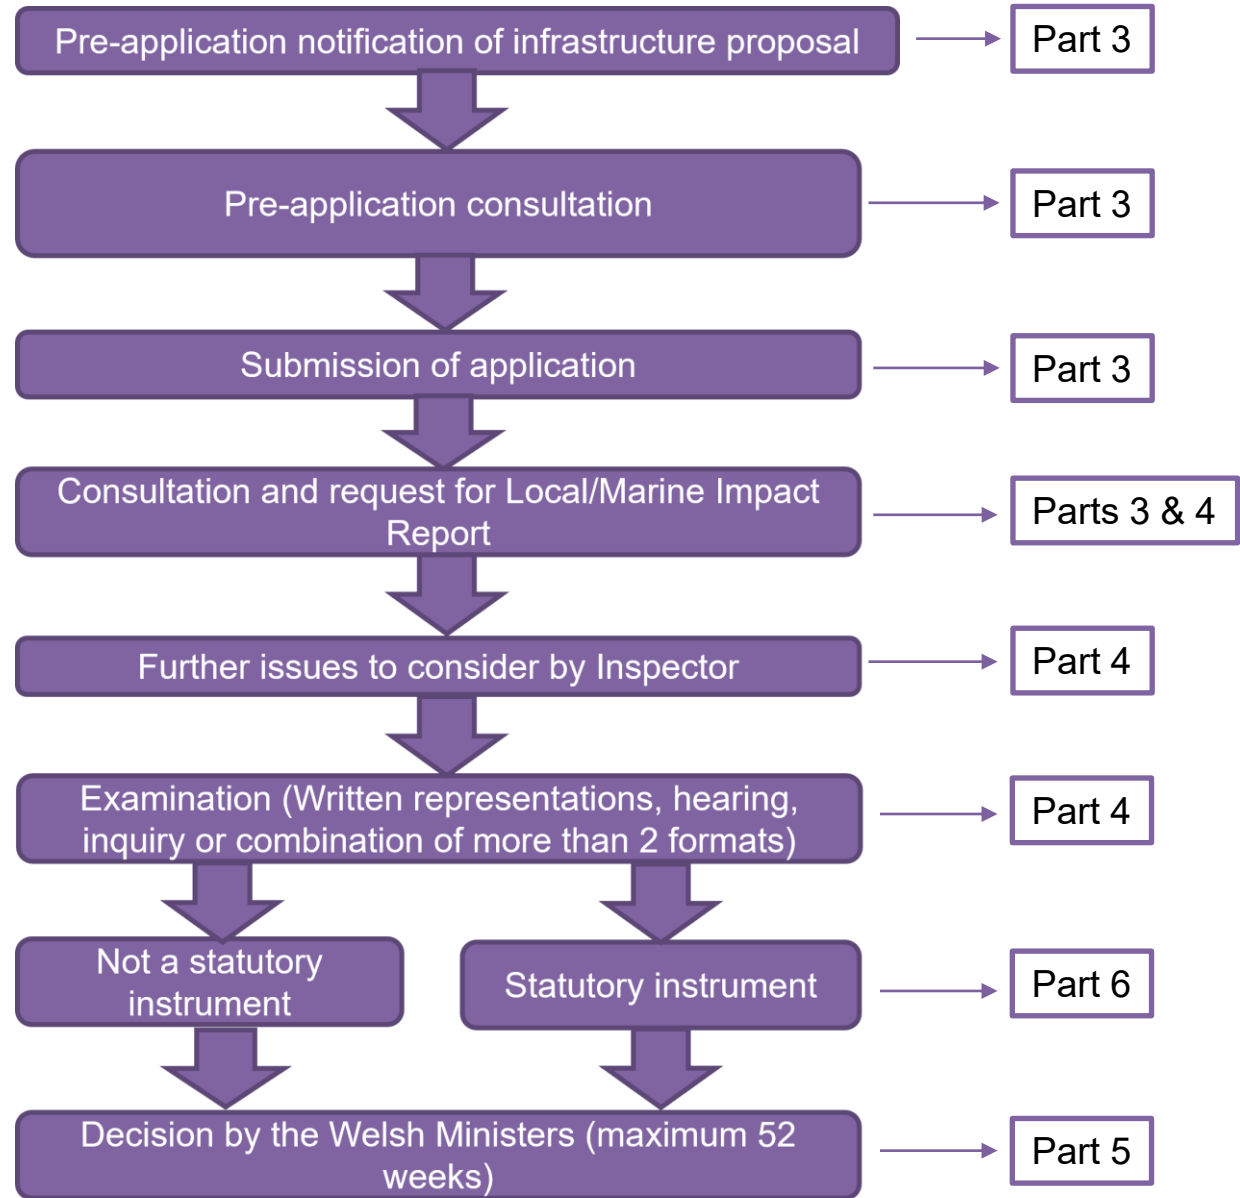 Pre-application notification of infrastructure proposal
Part 3
Pre-application consultation
Part 3
Submission of application
Part 3
Consultation and request for Local/Marine Impact
Report
Parts 3 & 4
Further issues to consider by Inspector
Part 4
Examination (Written representations, hearing,
inquiry or combination of more than 2 formats)
Part 4
Not a statutory
instrument
Statutory instrument
Part 6
Decision by the Welsh Ministers (maximum 52
weeks)
Part 5